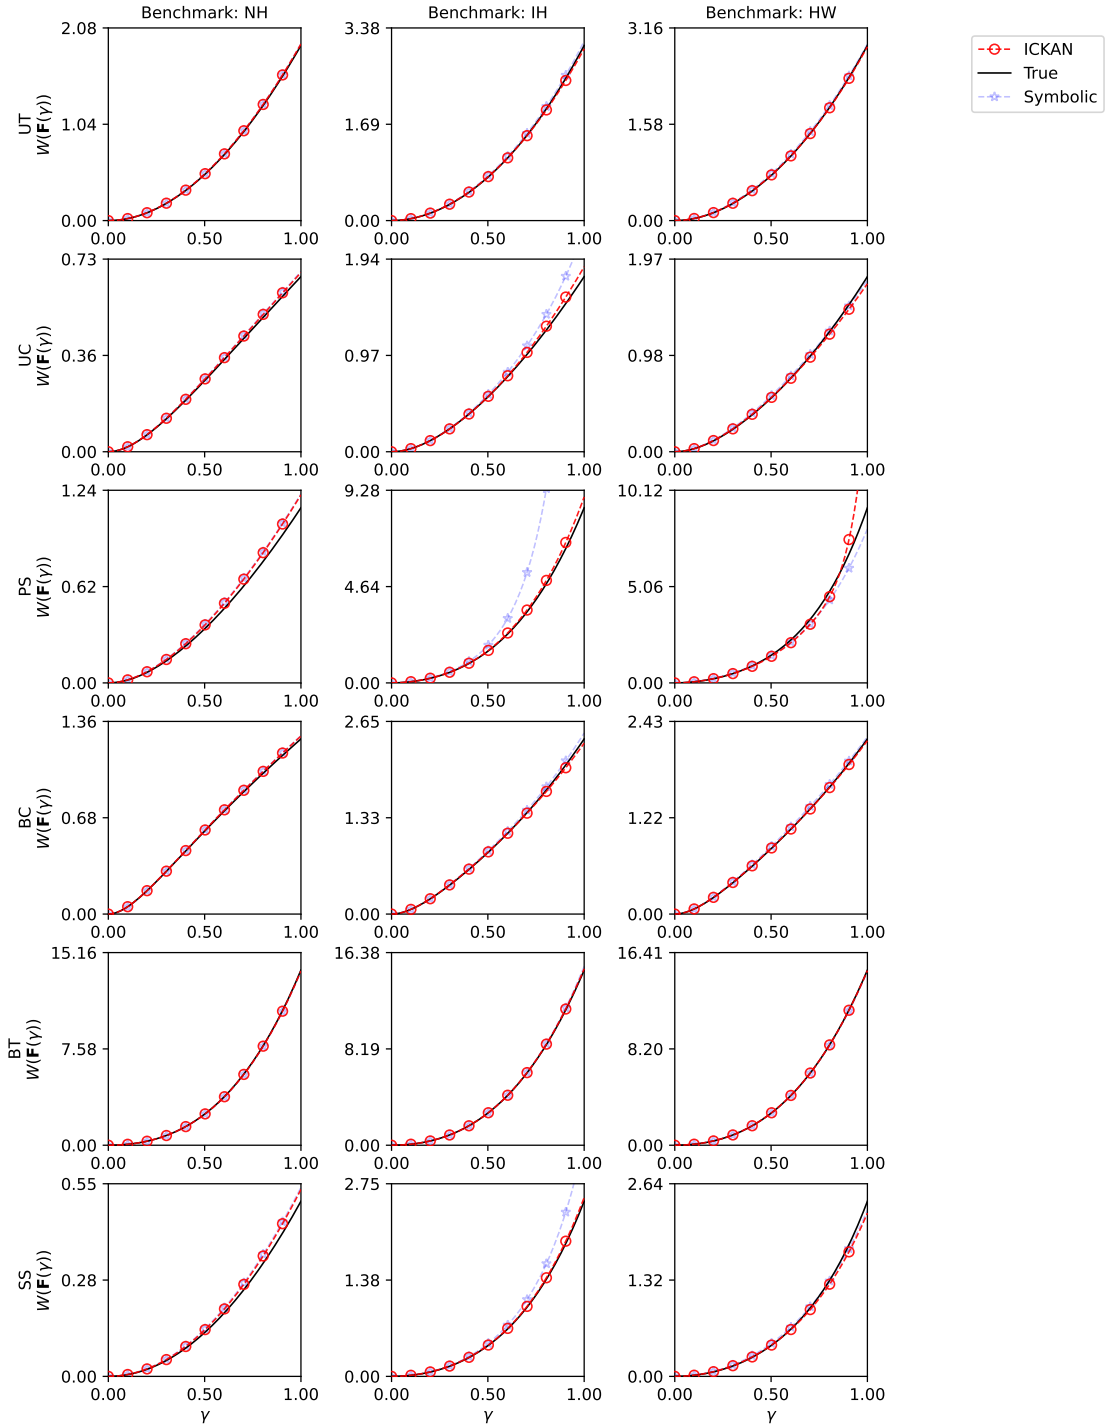 Benchmark: NH
Benchmark: IH
Benchmark: HW
ICKAN
True
Symbolic
UT
W(F(γ))
2.08
1.04
0.00
0.00 0.50 1.00
3.38
1.69
0.00
0.00 0.50 1.00
3.16
1.58
0.00
0.00 0.50 1.00
UC
W(F(γ))
0.73
0.36
0.00
0.00 0.50 1.00
1.94
0.97
0.00
0.00 0.50 1.00
1.97
0.98
0.00
0.00 0.50 1.00
PS
W(F(γ))
1.24
0.62
0.00
0.00 0.50 1.00
9.28
4.64
0.00
0.00 0.50 1.00
10.12
5.06
0.00
0.00 0.50 1.00
BC
W(F(γ))
1.36
0.68
0.00
0.00 0.50 1.00
2.65
1.33
0.00
0.00 0.50 1.00
2.43
1.22
0.00
0.00 0.50 1.00
BT
W(F(γ))
15.16
7.58
0.00
0.00 0.50 1.00
16.38
8.19
0.00
0.00 0.50 1.00
16.41
8.20
0.00
0.00 0.50 1.00
SS
W(F(γ))
0.55
0.28
0.00
0.00 0.50 1.00
γ
2.75
1.38
0.00
0.00 0.50 1.00
γ
2.64
1.32
0.00
0.00 0.50 1.00
γ